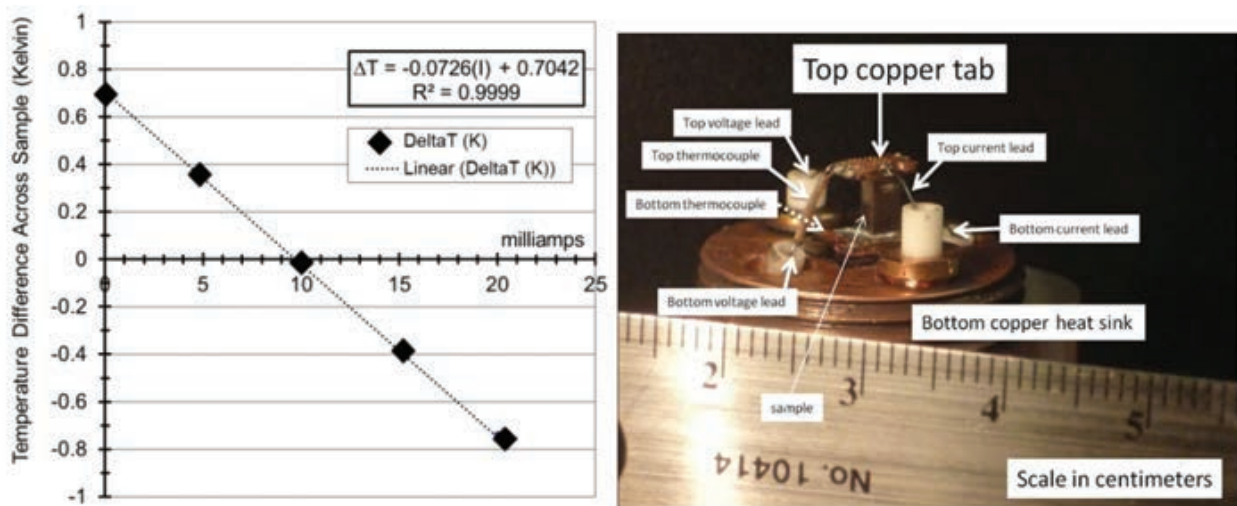 Temperature Difference Across Sample (Kelvin)
1
0.8
0.6
0.4
0.2
0
-0.2
-0.4
-0.6
-0.8
-1
0
5
10
15
20
25
milliamps
ΔT = -0.0726(I) + 0.7042
R² = 0.9999
DeltaT (K)
Linear (DeltaT (K))
Top copper tab
Top voltage lead
Top thermocouple
Top current lead
Bottom thermocouple
Bottom current lead
Bottom voltage lead
Bottom copper heat sink
sample
2
3
4
5
No. 10414
Scale in centimeters